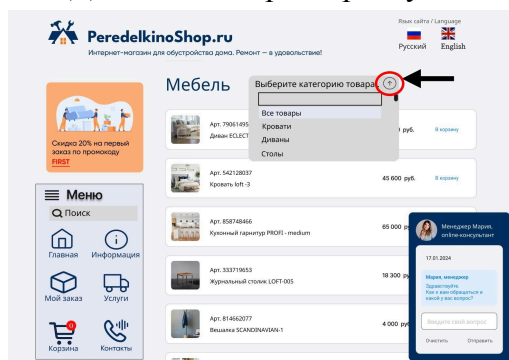 Язык сайта / Language
PeredelkinoShop.ru
Интернет-магазин для обустройства дома. Ремонт — в удовольствие!
Русский English
Мебель
Выберите категорию товара:
Все товары
Кровати
Диваны
Столы
Скидка 20%
на первый
заказ по
промокоду
FIRST
Меню
Поиск
Главная Информация
Мой заказ Услуги
Корзина Контакты
Арт. 79061495
Диван ECLECT
руб. В корзину
Арт. 542128037
Кровать loft -3
45 600 руб. В корзину
Арт. 858748466
Кухонный гарнитур PROFI - medium
65 000
Арт. 333719653
Журнальный столик LOFT-005
18 300
Арт. 814662077
Вешалка SCANDINAVIAN-1
4 000
Менеджер Мария,
online-консультант
17.01.2024
Мария, менеджер
Здравствуйте.
Как к вам обращаться и
какой у вас вопрос?
Введите свой вопрос
Очистить Отправить